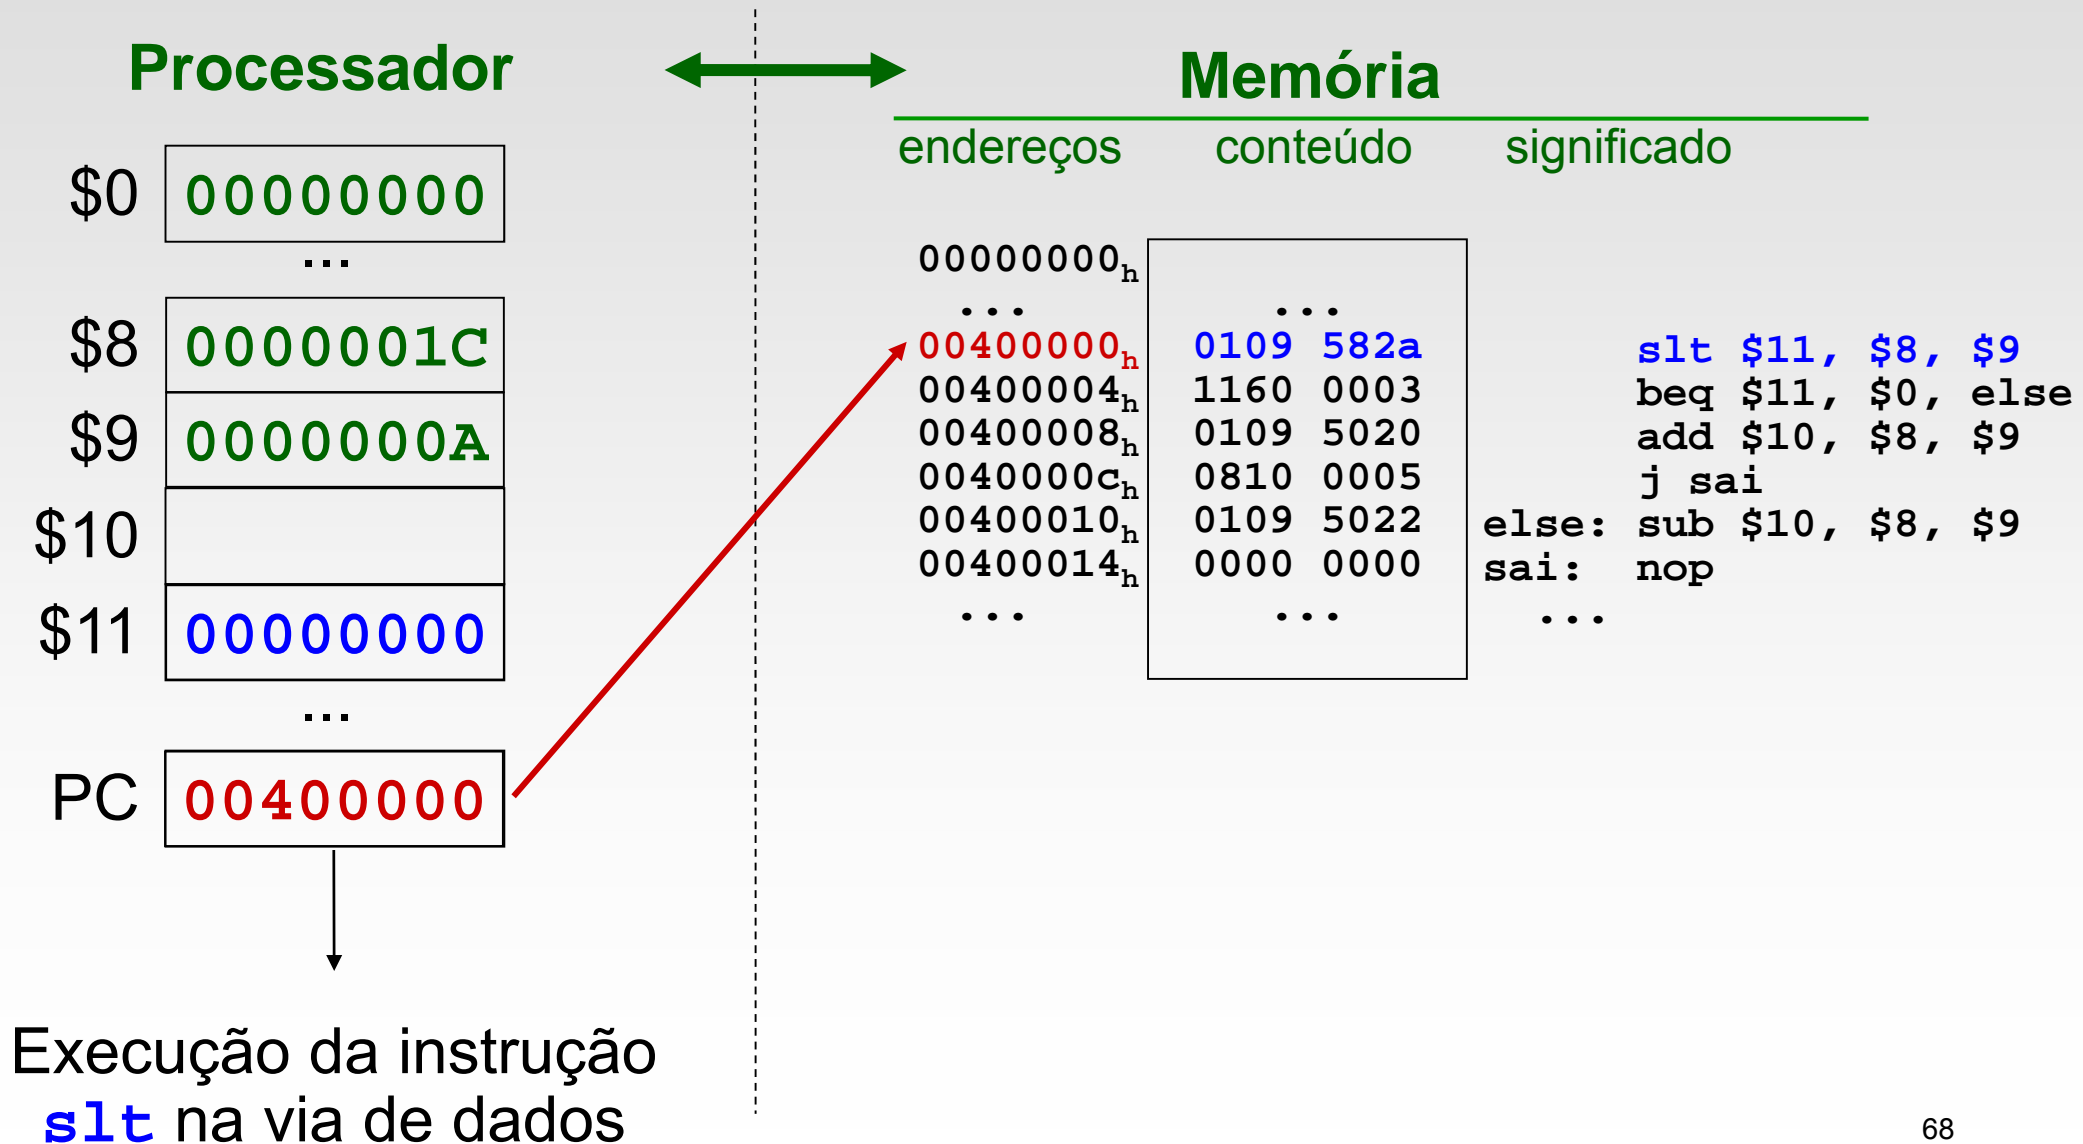 Processador
Memória
endereços conteúdo significado
$0 00000000
...
$8 0000001C
$9 0000000A
$10
$11 00000000
...
PC 00400000
00000000h
... ...
00400000h 0109 582a slt $11, $8, $9
00400004h 1160 0003 beq $11, $0, else
00400008h 0109 5020 add $10, $8, $9
0040000ch 0810 0005 j sai
00400010h 0109 5022 else: sub $10, $8, $9
00400014h 0000 0000 sai: nop
... ... ...
Execução da instrução
slt na via de dados
68